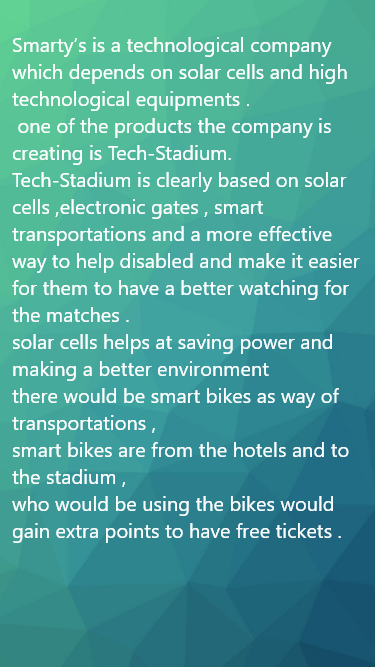 Smarty’s is a technological company
which depends on solar cells and high
technological equipments .
one of the products the company is
creating is Tech-Stadium.
Tech-Stadium is clearly based on solar
cells ,electronic gates , smart
transportations and a more effective
way to help disabled and make it easier
for them to have a better watching for
the matches .
solar cells helps at saving power and
making a better environment
there would be smart bikes as way of
transportations ,
smart bikes are from the hotels and to
the stadium ,
who would be using the bikes would
gain extra points to have free tickets .